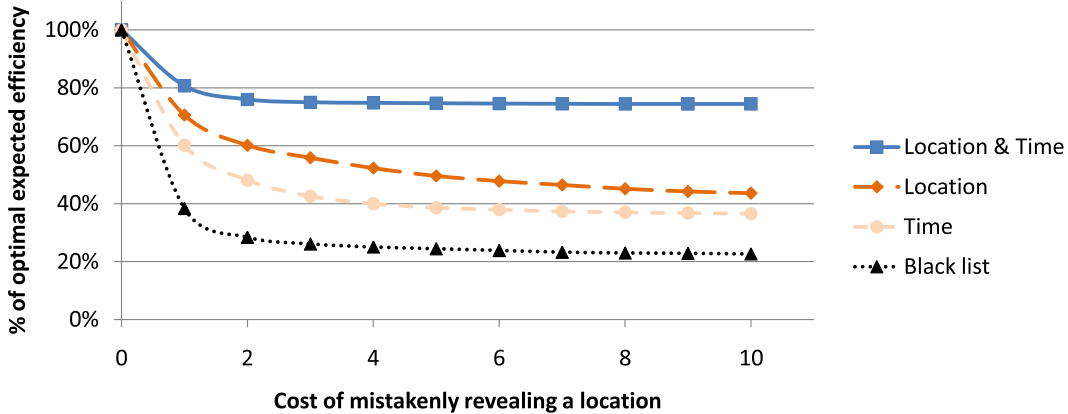 % of optimal expected efficiency
100%
80%
60%
40%
20%
0%
0 2 4 6 8 10
Cost of mistakenly revealing a location
Location & Time
Location
Time
Black list